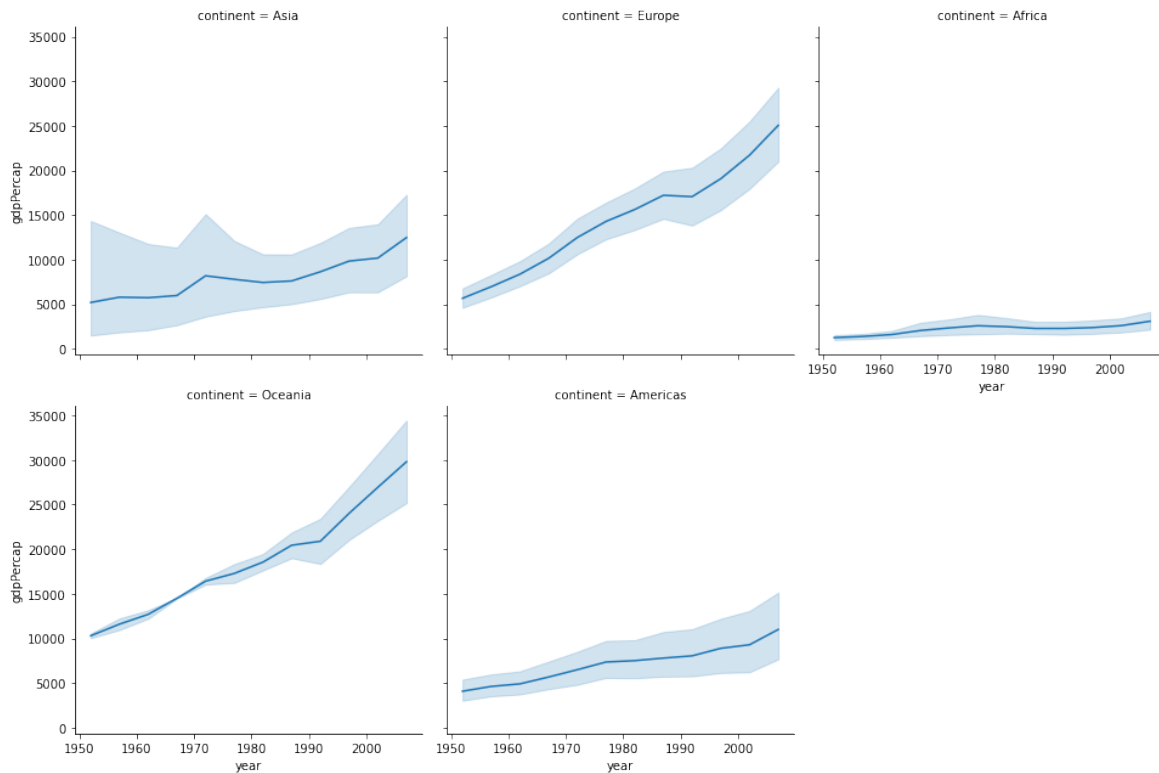 continent = Asia
continent = Europe
continent = Africa
35000
30000
25000
20000
15000
10000
5000
0
gdpPercap
1950 1960 1970 1980 1990 2000
year
continent = Oceania
continent = Americas
35000
30000
25000
20000
15000
10000
5000
0
gdpPercap
1950 1960 1970 1980 1990 2000
year
1950 1960 1970 1980 1990 2000
year